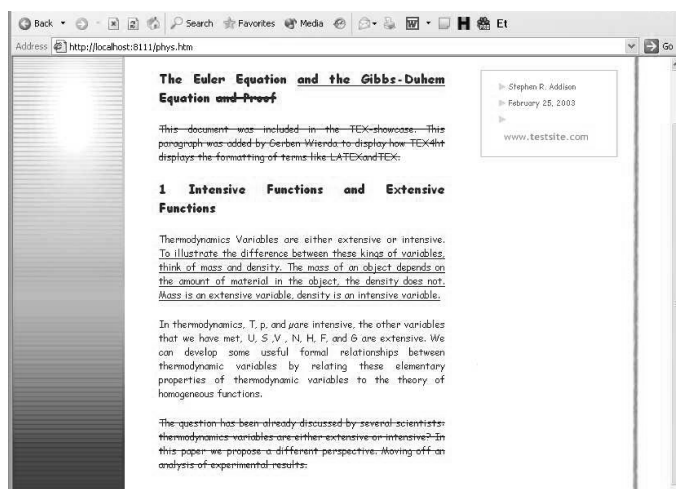 Back Search Favorites Media Et
Address http://localhost:8111/phys.htm Go
The Euler Equation and the Gibbs-Duhem
Equation and Proof
This document was included in the TEX-showcase. This
paragraph was added by Gerben Wierda to display how TEX4ht
displays the formatting of terms like LATEXandTEX.
1 Intensive Functions and Extensive
Functions
Thermodynamics Variables are either extensive or intensive.
To illustrate the difference between these kings of variables,
think of mass and density. The mass of an object depends on
the amount of material in the object, the density does not.
Mass is an extensive variable, density is an intensive variable.
In thermodynamics, T, p, and μare intensive, the other variables
that we have met, U, S ,V , N, H, F, and G are extensive. We
can develop some useful formal relationships between
thermodynamic variables by relating these elementary
properties of thermodynamic variables to the theory of
homogeneous functions.
The question has been already discussed by several scientists:
thermodynamics variables are either extensive or intensive? In
this paper we propose a different perspective. Moving off an
analysis of experimental results.
Stephen R. Addison
February 25, 2003
www.testsite.com